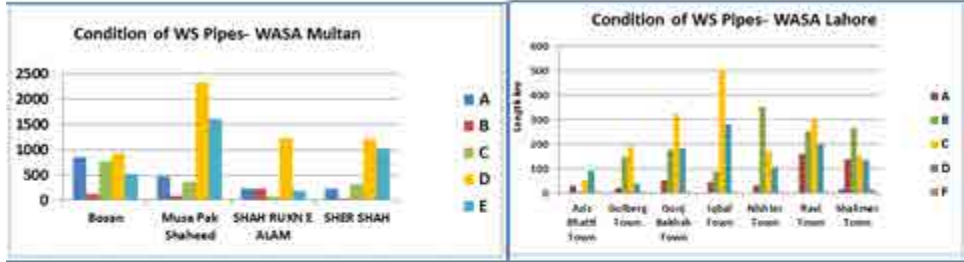 Condition of WS Pipes- WASA Multan
2500
2000
1500
1000
500
0
Bosan
Musa Pak
Shaheed
SHAH RUKN E
ALAM
SHER SHAH
A
B
C
D
E
Condition of WS Pipes- WASA Lahore
Length km
600
500
400
300
200
100
0
Aziz
Bhatti
Town
Gulberg
Town
Gunj
Bakhsh
Town
Iqbal
Town
Nishter
Town
Ravi
Town
Shalimar
Town
A
B
C
D